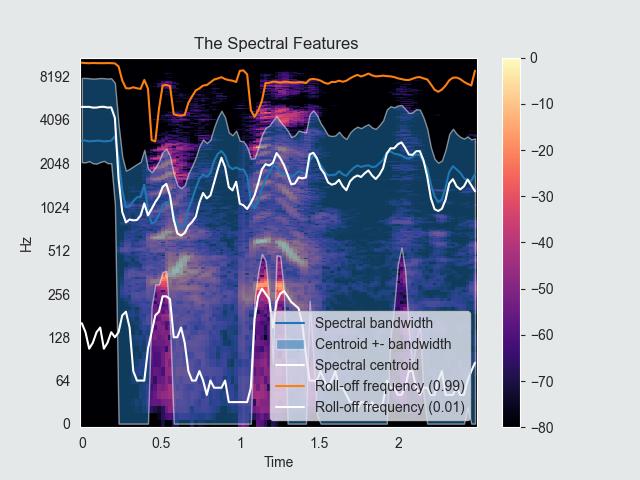 The Spectral Features
8192
4096
2048
1024
512
256
128
64
0
Hz
0
0.5
1
1.5
2
Time
Spectral bandwidth
Centroid +- bandwidth
Spectral centroid
Roll-off frequency (0.99)
Roll-off frequency (0.01)
0
−10
−20
−30
−40
−50
−60
−70
−80